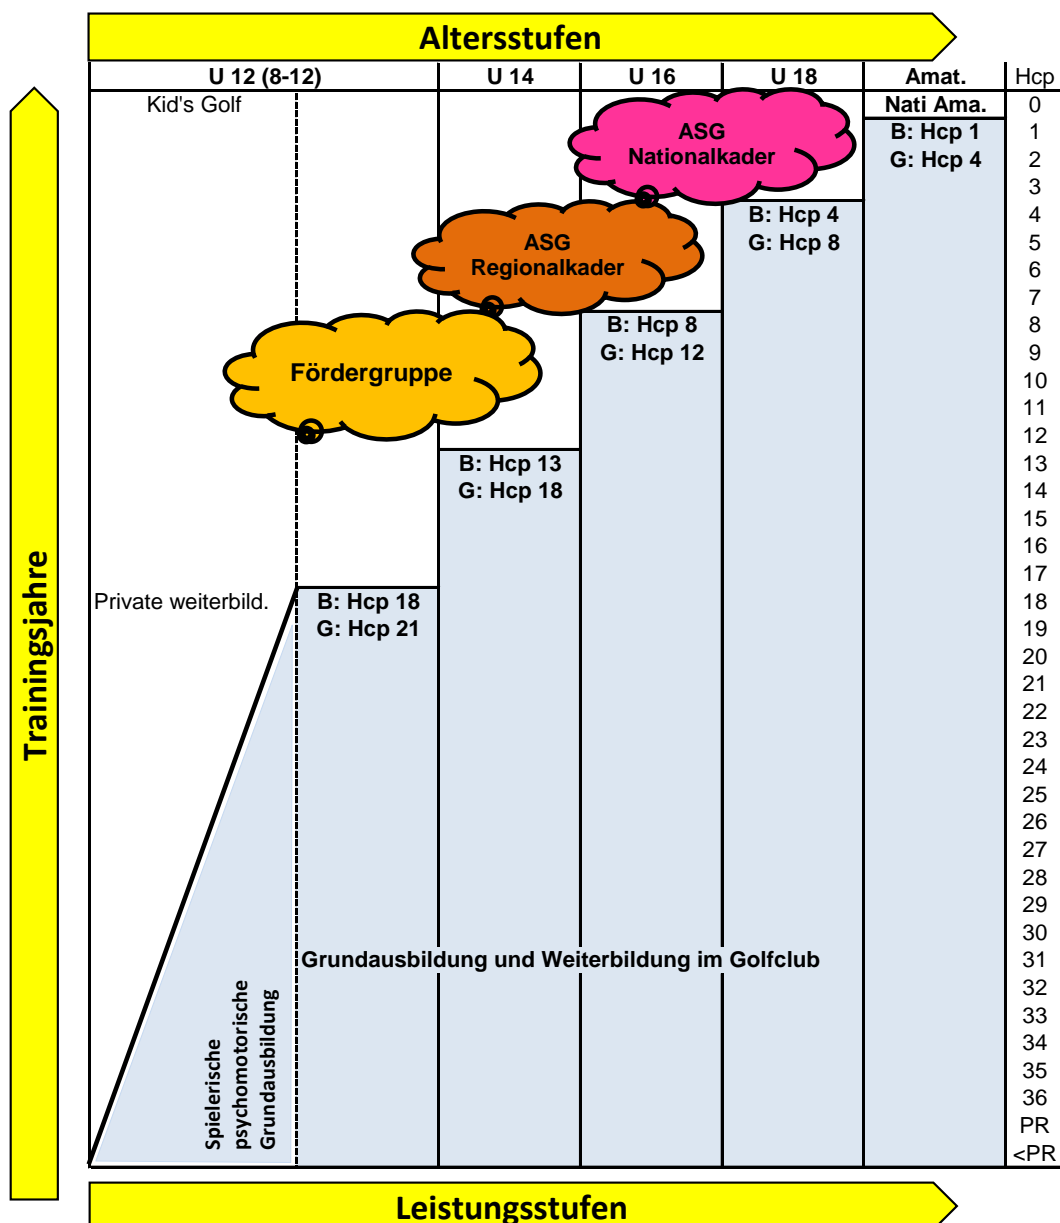 Altersstufen
U 12 (8-12) U 14 U 16 U 18 Amat. Hcp
Kid's Golf Nati Ama. 0
ASG B: Hcp 1 1
Nationalkader G: Hcp 4 2
3
B: Hcp 4 4
ASG G: Hcp 8 5
Regionalkader 6
7
B: Hcp 8 8
G: Hcp 12 9
Fördergruppe 10
11
12
B: Hcp 13 13
G: Hcp 18 14
15
16
17
Private weiterbild. B: Hcp 18 18
G: Hcp 21 19
20
21
22
23
24
25
26
27
28
29
30
Grundausbildung und Weiterbildung im Golfclub 31
32
33
34
35
36
PR
<PR
Trainingsjahre
Spielerische
psychomotorische
Grundausbildung
Leistungsstufen